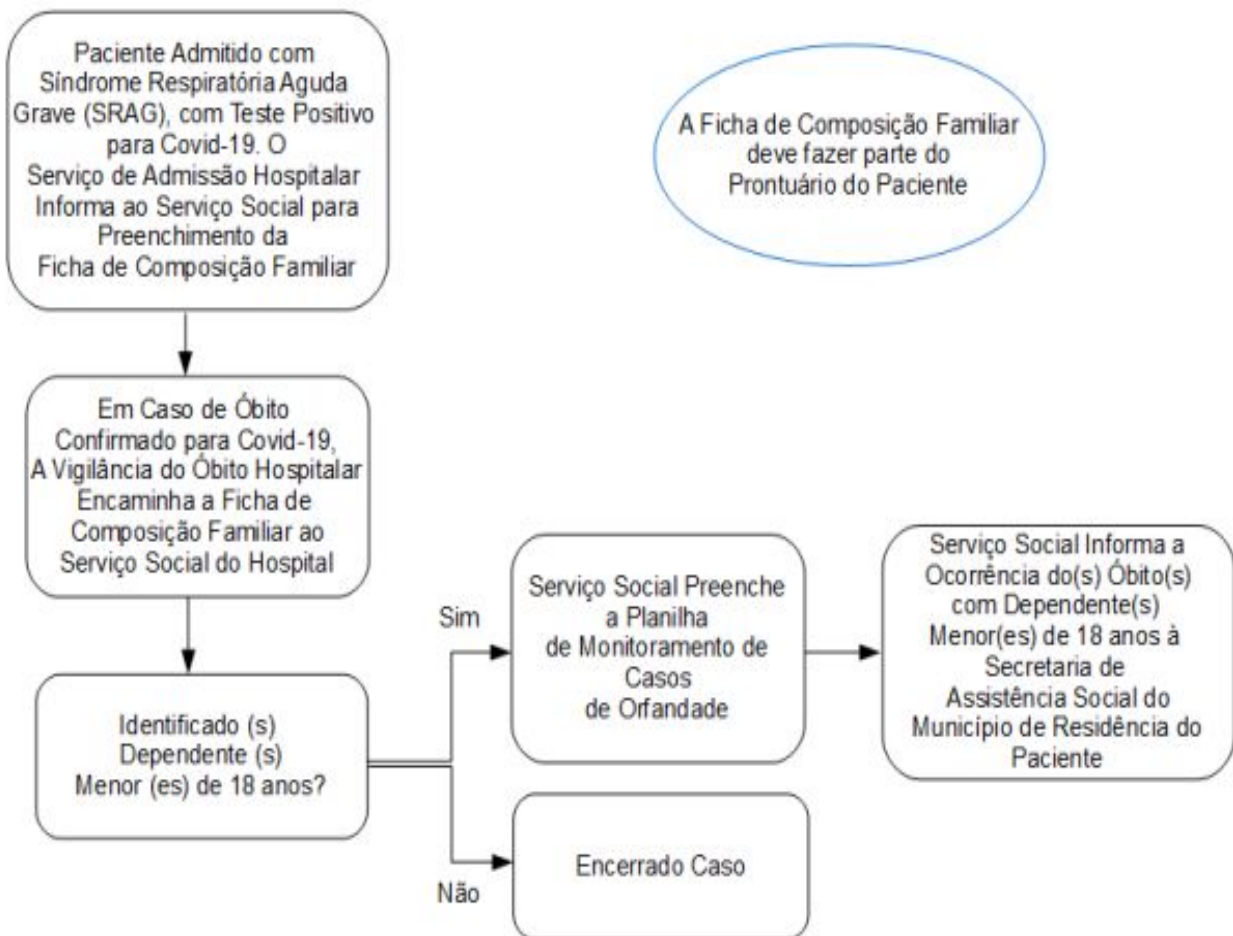 Paciente Admitido com
Síndrome Respiratória Aguda
Grave (SRAG), com Teste Positivo
para Covid-19. O
Serviço de Admissão Hospitalar
Informa ao Serviço Social para
Preenchimento da
Ficha de Composição Familiar
A Ficha de Composição Familiar
deve fazer parte do
Prontuário do Paciente
Em Caso de Óbito
Confirmado para Covid-19,
A Vigilância do Óbito Hospitalar
Encaminha a Ficha de
Composição Familiar ao
Serviço Social do Hospital
Identificado (s)
Dependente (s)
Menor (es) de 18 anos?
Sim
Serviço Social Preenche
a Planilha
de Monitoramento de
Casos
de Orfandade
Serviço Social Informa a
Ocorrência do(s) Óbito(s)
com Dependente(s)
Menor(es) de 18 anos à
Secretaria de
Assistência Social do
Município de Residência do
Paciente
Não
Encerrado Caso